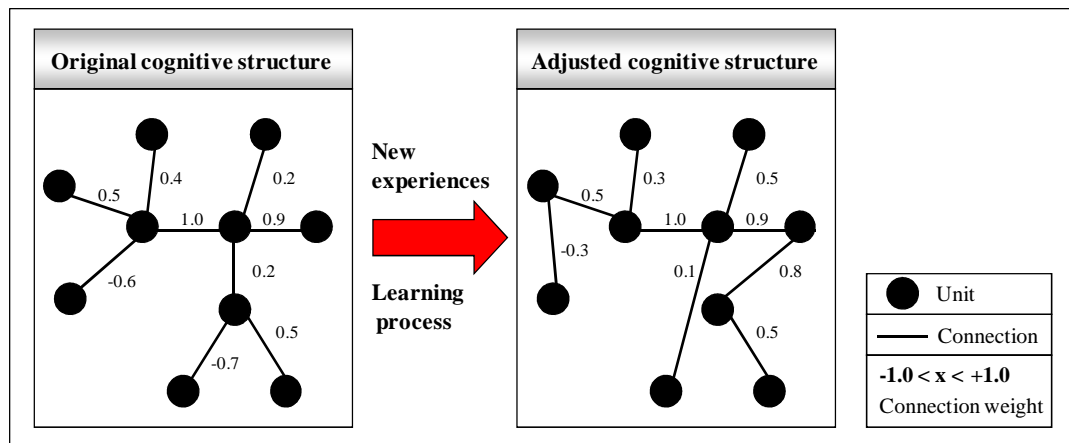 Original cognitive structure
0.5
0.4
0.2
1.0
0.9
-0.6
0.2
-0.7
0.5
New
experiences
Learning
process
Adjusted cognitive structure
0.5
0.3
0.5
1.0
0.9
-0.3
0.1
0.8
0.5
Unit
Connection
-1.0 < x < +1.0
Connection weight